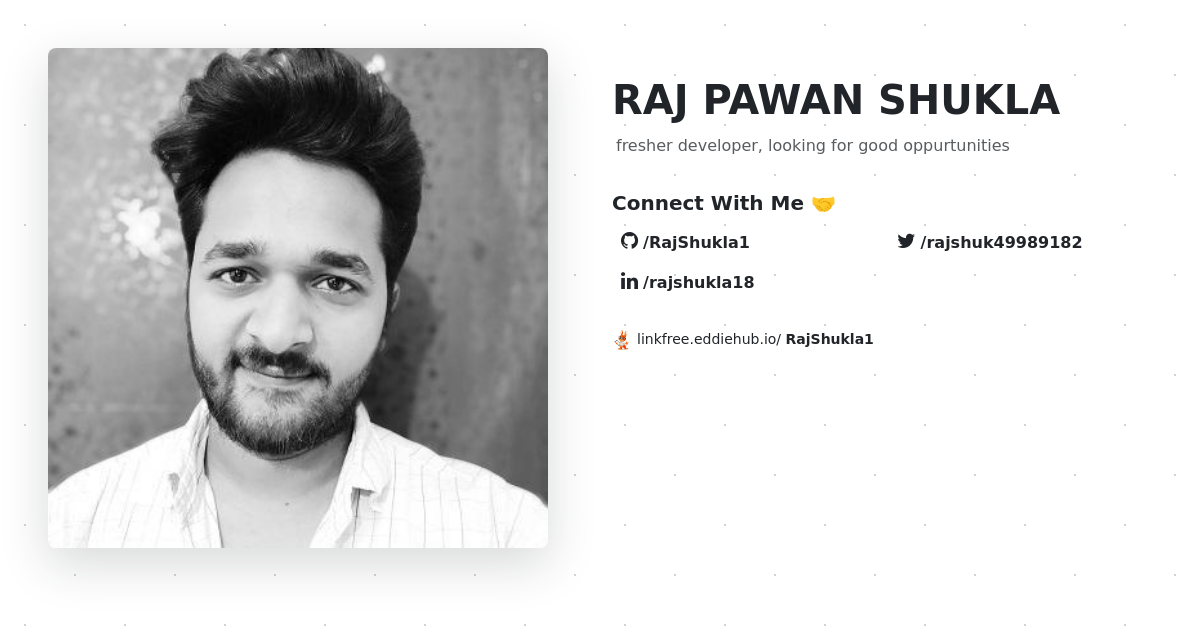 RAJ PAWAN SHUKLA
fresher developer, looking for good oppurtunities
Connect With Me 🤝
/RajShukla1
/rajshuk49989182
/rajshukla18
linkfree.eddiehub.io/ RajShukla1